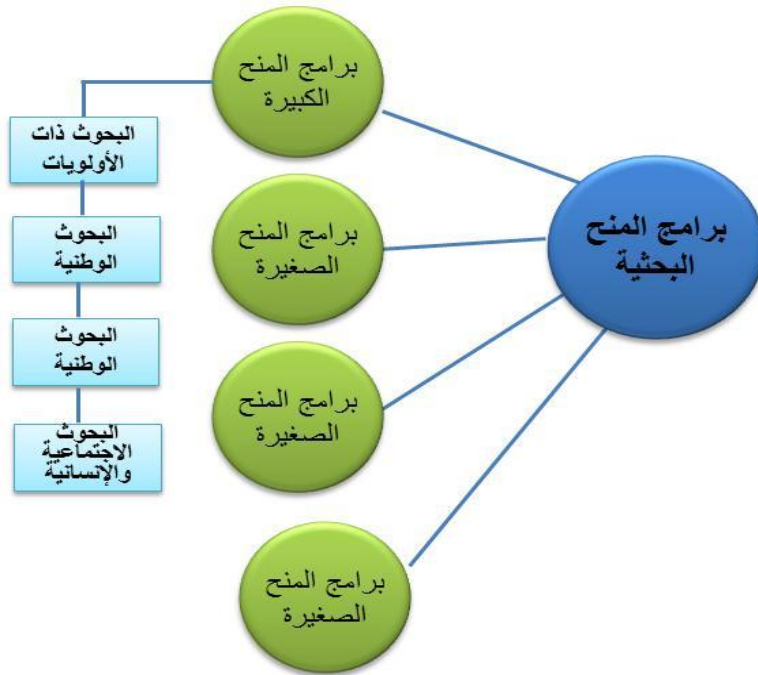 برامج المنح
البحثية
برامج المنح
الكبيرة
برامج المنح
الصغيرة
برامج المنح
الصغيرة
برامج المنح
الصغيرة
البحوث ذات
الأولويات
البحوث
الوطنية
البحوث
الوطنية
البحوث
الاجتماعية
والإنسانية